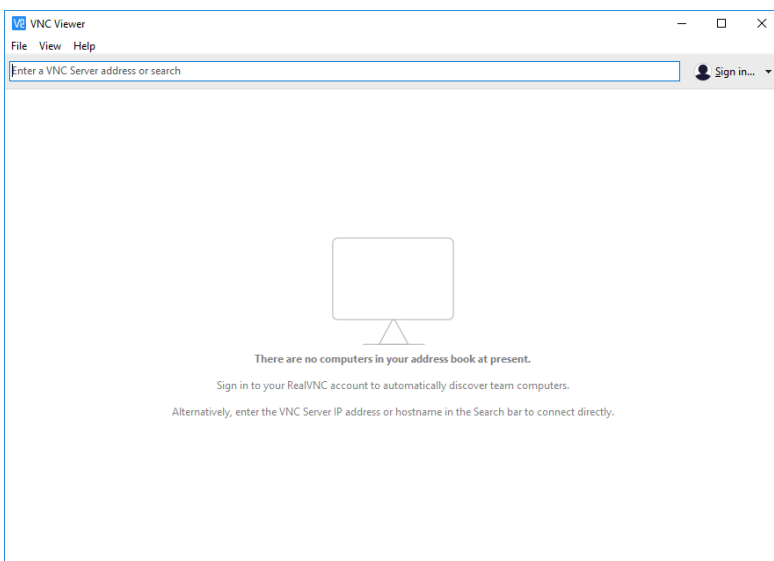 VNC Viewer
File View Help
Enter a VNC Server address or search
Sign in...
There are no computers in your address book at present.
Sign in to your RealVNC account to automatically discover team computers.
Alternatively, enter the VNC Server IP address or hostname in the Search bar to connect directly.